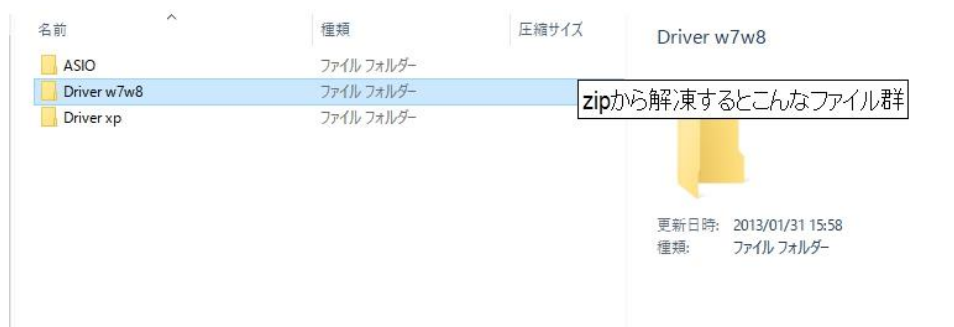 名前 種類 圧縮サイズ
ASIO ファイル フォルダー
Driver w7w8 ファイル フォルダー
Driver xp ファイル フォルダー
Driver w7w8
zipから解凍するとこんなファイル群
更新日時: 2013/01/31 15:58
種類: ファイル フォルダー